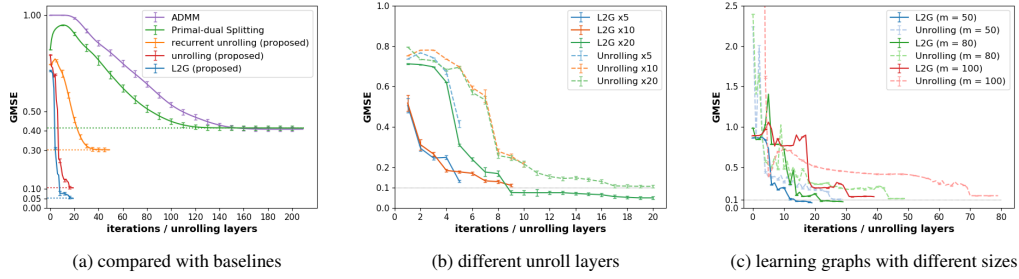 1.00
0.50
0.40
0.30
0.10
0.05
0.00
GMSE
0 20 40 60 80 100 120 140 160 180 200
iterations / unrolling layers
ADMM
Primal-dual Splitting
recurrent unrolling (proposed)
unrolling (proposed)
L2G (proposed)
(a) compared with baselines
1.0
0.8
0.6
0.4
0.2
0.1
0.0
GMSE
0 2 4 6 8 10 12 14 16 18 20
iterations / unrolling layers
L2G x5
L2G x10
L2G x20
Unrolling x5
Unrolling x10
Unrolling x20
(b) different unroll layers
2.5
2.0
1.5
1.0
0.5
0.1
0.0
GMSE
0 10 20 30 40 50 60 70 80
iterations / unrolling layers
L2G (m = 50)
Unrolling (m = 50)
L2G (m = 80)
Unrolling (m = 80)
L2G (m = 100)
Unrolling (m = 100)
(c) learning graphs with different sizes